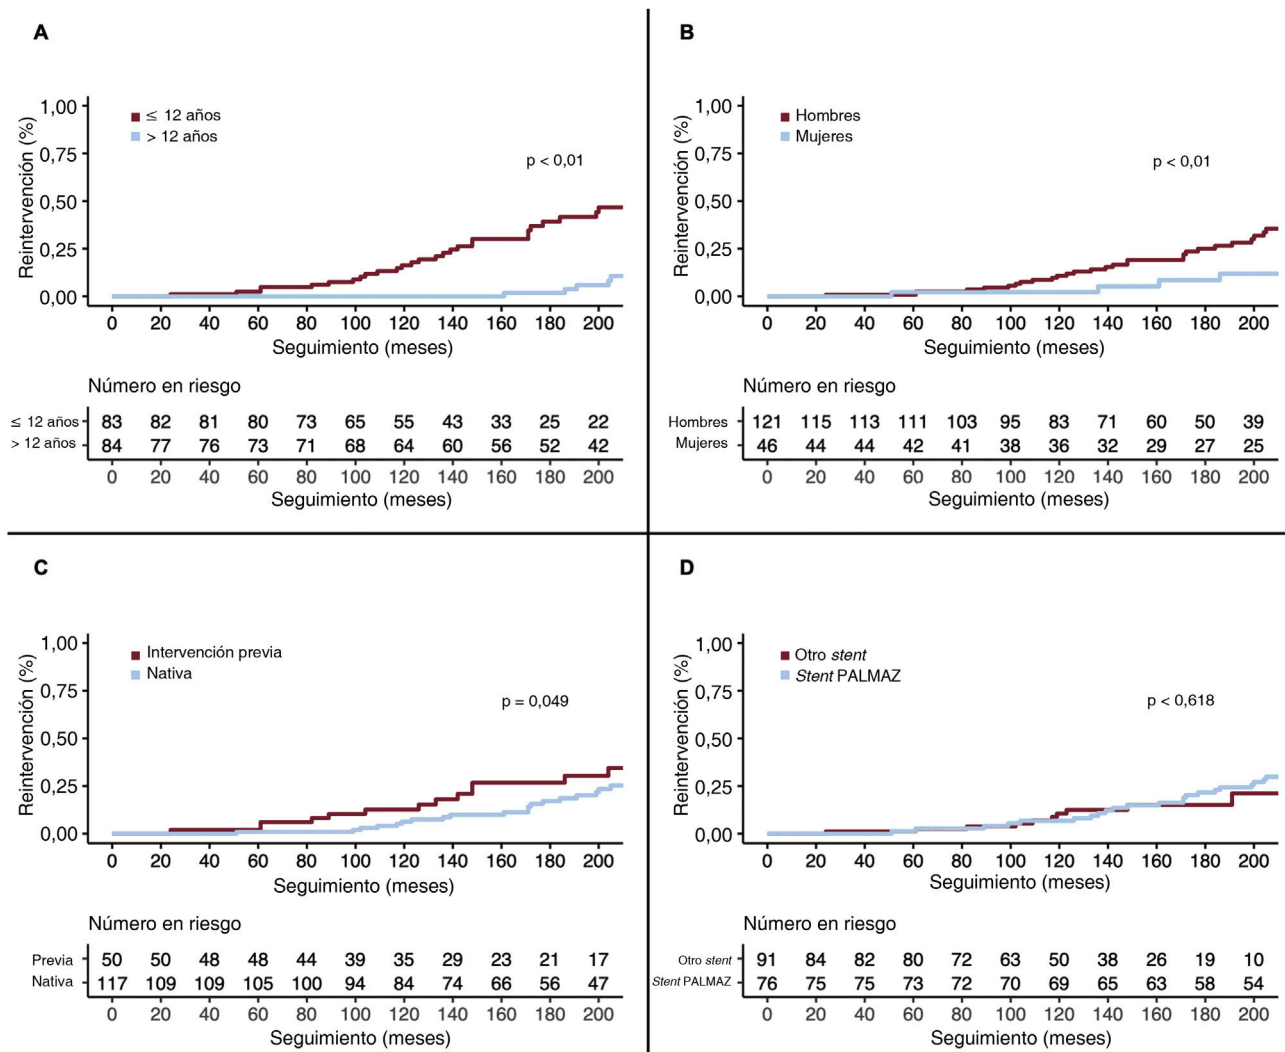 A
1,00
0,75
0,50
0,25
0,00
Reintervención (%)
≤ 12 años
> 12 años
p < 0,01
0 20 40 60 80 100 120 140 160 180 200
Seguimiento (meses)
Número en riesgo
≤ 12 años 83 82 81 80 73 65 55 43 33 25 22
> 12 años 84 77 76 73 71 68 64 60 56 52 42
0 20 40 60 80 100 120 140 160 180 200
Seguimiento (meses)
B
1,00
0,75
0,50
0,25
0,00
Reintervención (%)
Hombres
Mujeres
p < 0,01
0 20 40 60 80 100 120 140 160 180 200
Seguimiento (meses)
Número en riesgo
Hombres 121 115 113 111 103 95 83 71 60 50 39
Mujeres 46 44 44 42 41 38 36 32 29 27 25
0 20 40 60 80 100 120 140 160 180 200
Seguimiento (meses)
C
1,00
0,75
0,50
0,25
0,00
Reintervención (%)
Intervención previa
Nativa
p = 0,049
0 20 40 60 80 100 120 140 160 180 200
Seguimiento (meses)
Número en riesgo
Previa 50 50 48 48 44 39 35 29 23 21 17
Nativa 117 109 109 105 100 94 84 74 66 56 47
0 20 40 60 80 100 120 140 160 180 200
Seguimiento (meses)
D
1,00
0,75
0,50
0,25
0,00
Reintervención (%)
Otro stent
Stent PALMAZ
p < 0,618
0 20 40 60 80 100 120 140 160 180 200
Seguimiento (meses)
Número en riesgo
Otro stent 91 84 82 80 72 63 50 38 26 19 10
Stent PALMAZ 76 75 75 73 72 70 69 65 63 58 54
0 20 40 60 80 100 120 140 160 180 200
Seguimiento (meses)